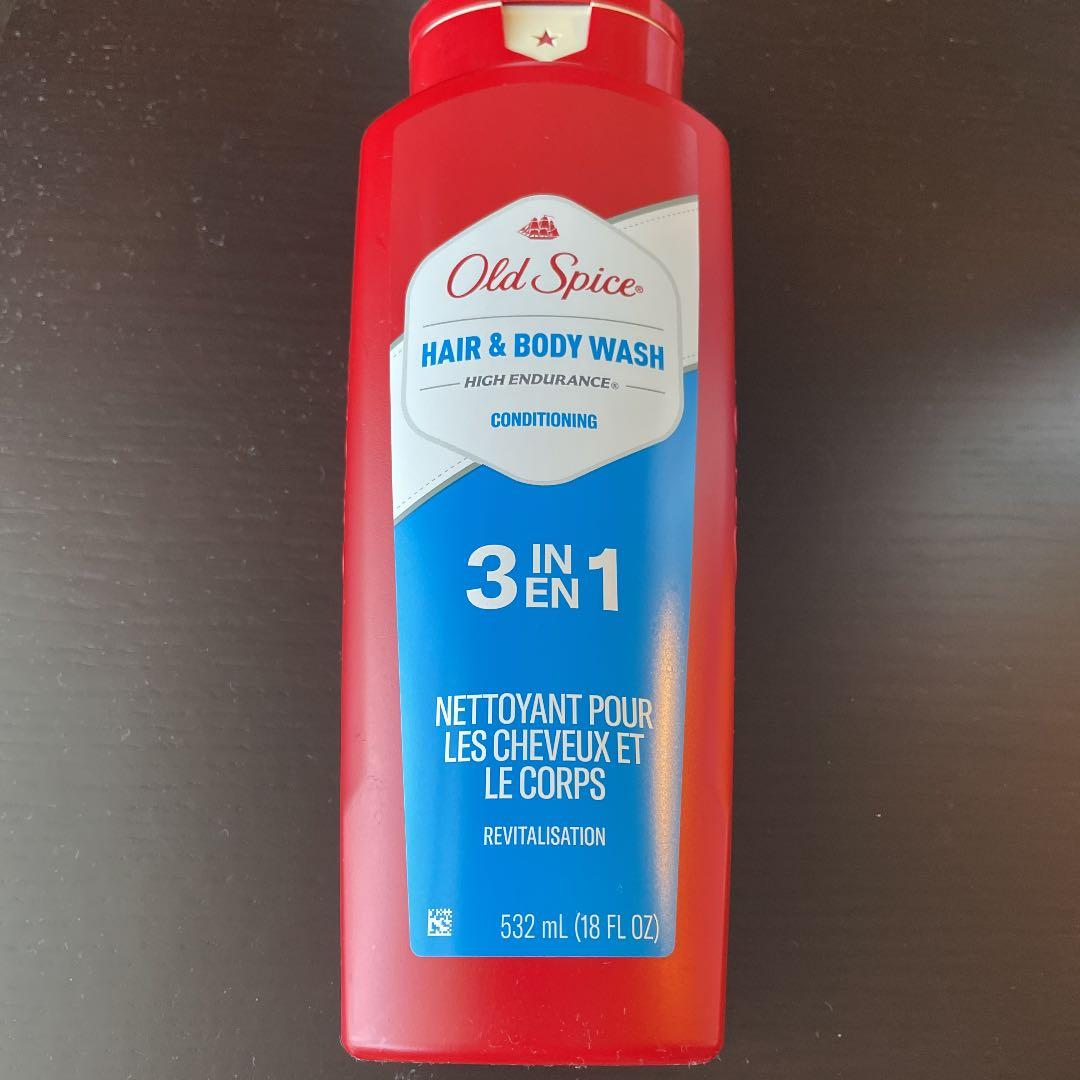 Old Spice®
HAIR & BODY WASH
HIGH ENDURANCE®
CONDITIONING
3 IN EN 1
NETTOYANT POUR
LES CHEVEUX ET
LE CORPS
REVITALISATION
532 mL (18 FL OZ)